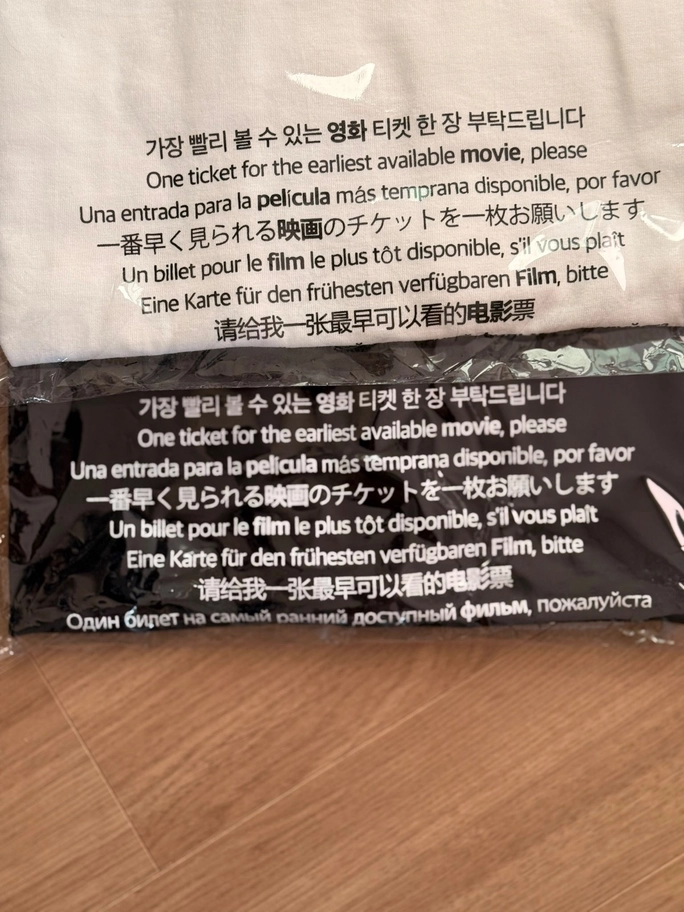 가장 빨리 볼 수 있는 영화 티켓 한 장 부탁드립니다
One ticket for the earliest available movie, please
Una entrada para la película más temprana disponible, por favor
一番早く見られる映画のチケットを一枚お願いします
Un billet pour le film le plus tôt disponible, s'il vous plaît
Eine Karte für den frühesten verfügbaren Film, bitte
请给我一张最早可以看的电影票
가장 빨리 볼 수 있는 영화 티켓 한 장 부탁드립니다
One ticket for the earliest available movie, please
Una entrada para la película más temprana disponible, por favor
一番早く見られる映画のチケットを一枚お願いします
Un billet pour le film le plus tôt disponible, s'il vous plaît
Eine Karte für den frühesten verfügbaren Film, bitte
请给我一张最早可以看的电影票
Один билет на самый ранний доступный фильм, пожалуйста